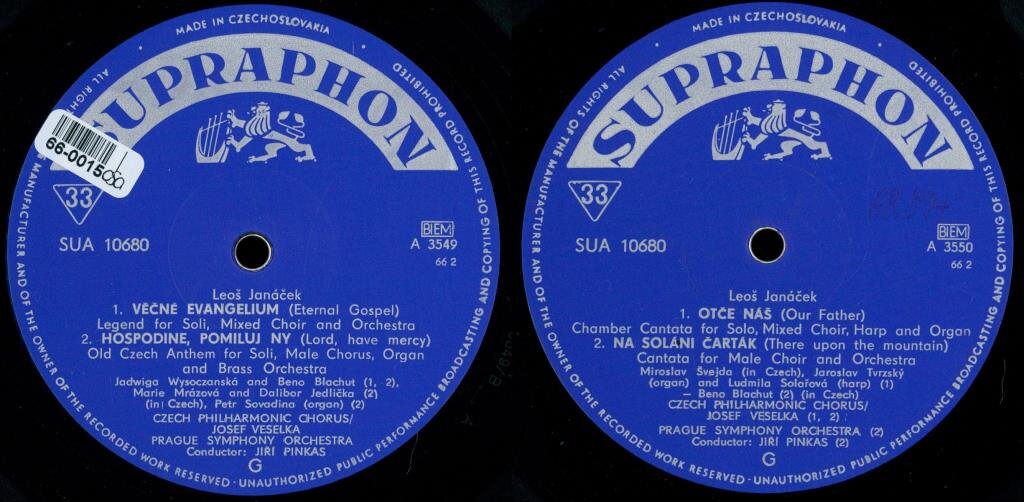 MADE IN CZECHOSLOVAKIA
ALL RIGHTS OF THE MANUFACTURER AND OF THE OWNER OF THE RECORDED WORK RESERVED · UNAUTHORIZED PUBLIC PERFORMANCE BROADCASTING AND COPYING OF THIS RECORD PROHIBITED
SUPRAPHON
66-0015
33
SUA 10680
BIEM
A 3549
66 2
Leoš Janáček
1. VĚČNÉ EVANGELIUM (Eternal Gospel)
Legend for Soli, Mixed Choir and Orchestra
2. HOSPODINE, POMILUJ NY (Lord, have mercy)
Old Czech Anthem for Soli, Male Chorus, Organ
and Brass Orchestra
Jadwiga Wysoczanská and Beno Blachut (1, 2),
Marie Mrázová and Dalibor Jedlička (2)
(in Czech), Petr Sovadina (organ) (2)
CZECH PHILHARMONIC CHORUS/
JOSEF VESELKA
PRAGUE SYMPHONY ORCHESTRA
Conductor: JIŘÍ PINKAS
G
MADE IN CZECHOSLOVAKIA
ALL RIGHTS OF THE MANUFACTURER AND OF THE OWNER OF THE RECORDED WORK RESERVED · UNAUTHORIZED PUBLIC PERFORMANCE BROADCASTING AND COPYING OF THIS RECORD PROHIBITED
SUPRAPHON
33
SUA 10680
BIEM
A 3550
66 2
Leoš Janáček
1. OTČE NÁŠ (Our Father)
Chamber Cantata for Solo, Mixed Choir, Harp and Organ
2. NA SOLÁNI ČARTÁK (There upon the mountain)
Cantata for Male Choir and Orchestra
Miroslav Švejda (in Czech), Jaroslav Tvrzský
(organ) and Ludmila Solařová (harp) (1)
— Beno Blachut (2) (in Czech)
CZECH PHILHARMONIC CHORUS/
JOSEF VESELKA (1, 2)
PRAGUE SYMPHONY ORCHESTRA (2)
Conductor: JIŘÍ PINKAS (2)
G